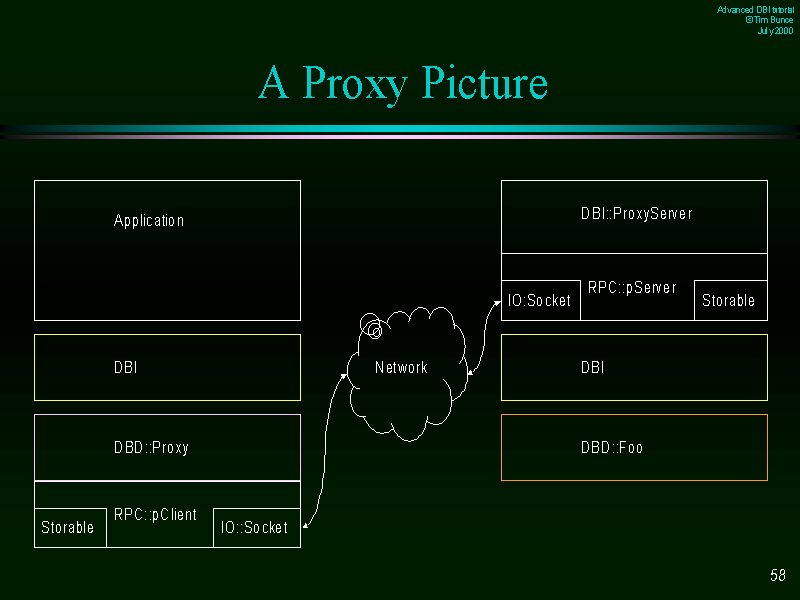 Advanced DBI tutorial
©Tim Bunce
July 2000
A Proxy Picture
Application
DBI
DBD::Proxy
RPC::pClient
Storable
IO::Socket
Network
DBI::ProxyServer
RPC::pServer
IO:Socket
Storable
DBI
DBD::Foo
58